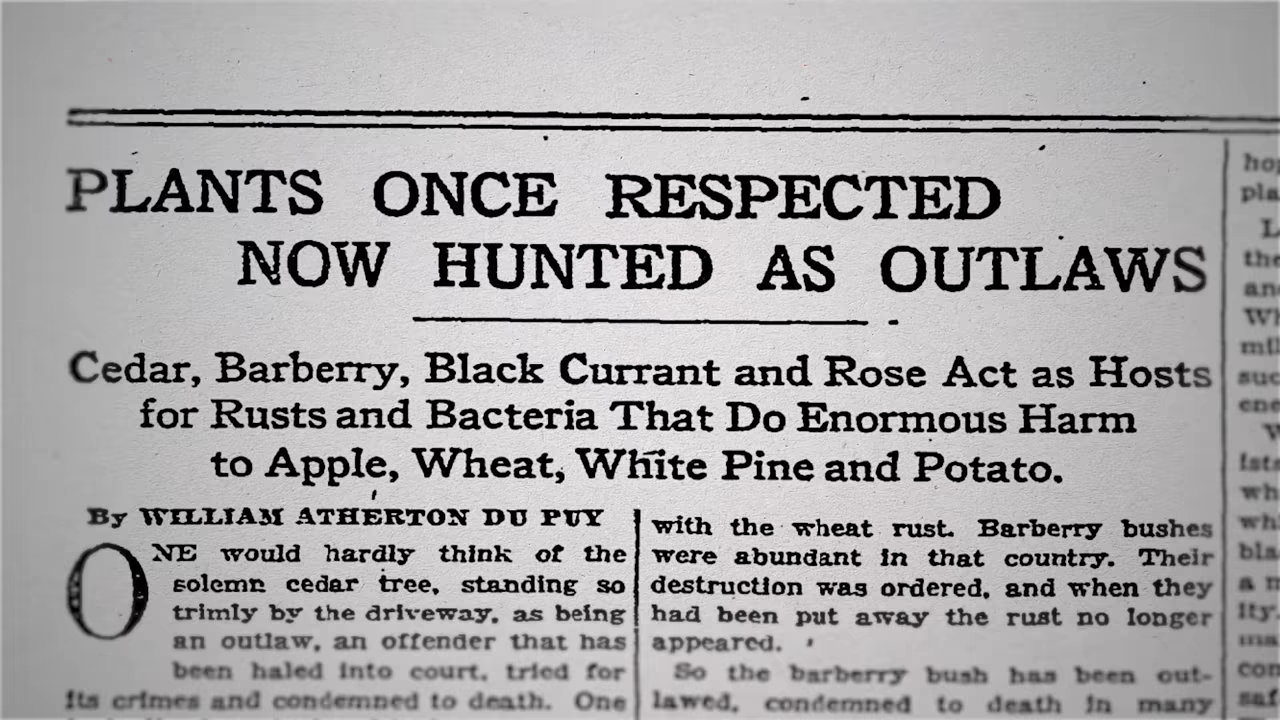 PLANTS ONCE RESPECTED
NOW HUNTED AS OUTLAWS
Cedar, Barberry, Black Currant and Rose Act as Hosts
for Rusts and Bacteria That Do Enormous Harm
to Apple, Wheat, White Pine and Potato.
By WILLIAM ATHERTON DU PUY
ONE would hardly think of the
solemn cedar tree, standing so
trimly by the driveway, as being
an outlaw, an offender that has
been haled into court, tried for
its crimes and condemned to death. One
with the wheat rust. Barberry bushes
were abundant in that country. Their
destruction was ordered, and when they
had been put away the rust no longer
appeared.
So the barberry bush has been out-
lawed, condemned to death in many